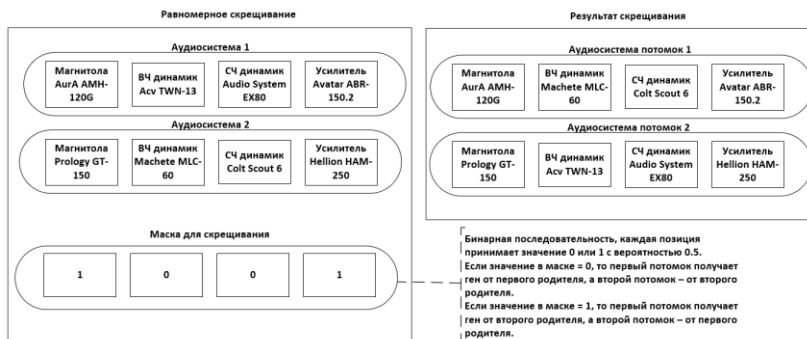 Равномерное скрещивание
Аудиосистема 1
Магнитола
AurA AMH-
120G
ВЧ динамик
Acv TWN-13
СЧ динамик
Audio System
EX80
Усилитель
Avatar ABR-
150.2
Аудиосистема 2
Магнитола
Prology GT-
150
ВЧ динамик
Machete MLC-
60
СЧ динамик
Colt Scout 6
Усилитель
Hellion HAM-
250
Маска для скрещивания
1
0
0
1
Результат скрещивания
Аудиосистема потомок 1
Магнитола
AurA AMH-
120G
ВЧ динамик
Machete MLC-
60
СЧ динамик
Colt Scout 6
Усилитель
Avatar ABR-
150.2
Аудиосистема потомок 2
Магнитола
Prology GT-
150
ВЧ динамик
Acv TWN-13
СЧ динамик
Audio System
EX80
Усилитель
Hellion HAM-
250
Бинарная последовательность, каждая позиция
принимает значение 0 или 1 с вероятностью 0.5.
Если значение в маске = 0, то первый потомок получает
ген от первого родителя, а второй потомок – от второго
родителя.
Если значение в маске = 1, то первый потомок получает
ген от второго родителя, а второй потомок – от первого
родителя.